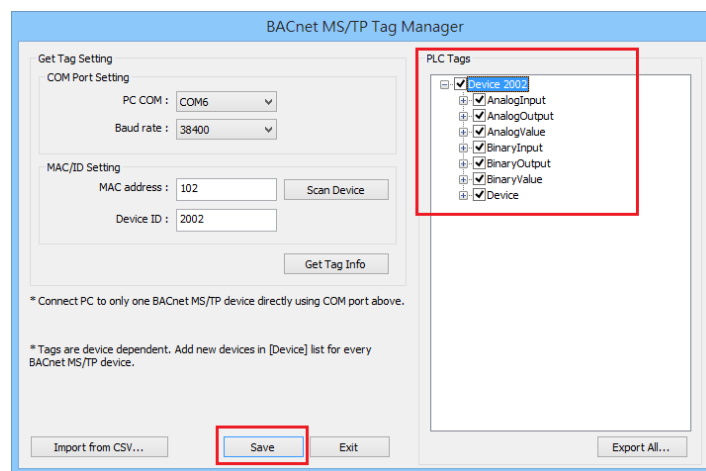 BACnet MS/TP Tag Manager
Get Tag Setting
COM Port Setting
PC COM : COM6
Baud rate : 38400
MAC/ID Setting
MAC address : 102 Scan Device
Device ID : 2002
Get Tag Info
* Connect PC to only one BACnet MS/TP device directly using COM port above.
* Tags are device dependent. Add new devices in [Device] list for every
BACnet MS/TP device.
Import from CSV... Save Exit
PLC Tags
Device 2002
AnalogInput
AnalogOutput
AnalogValue
BinaryInput
BinaryOutput
BinaryValue
Device
Export All...